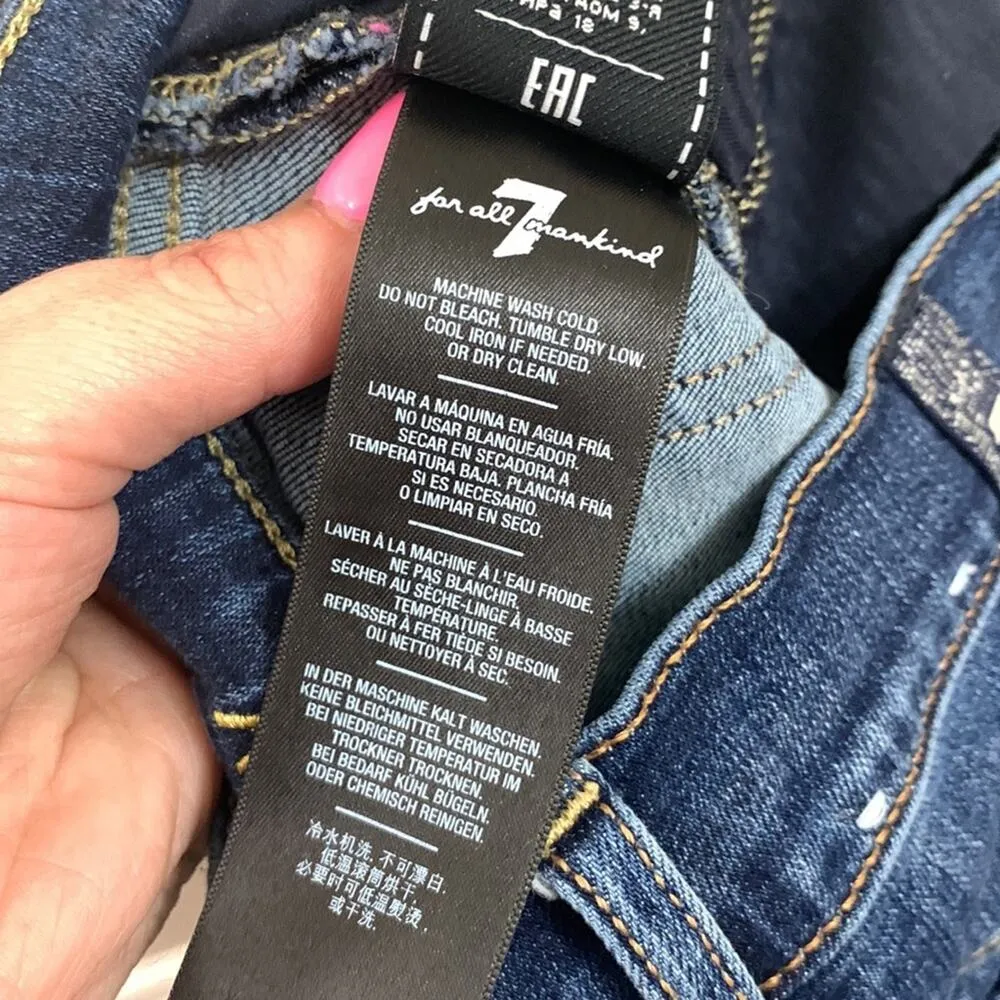 EAC
7 for all mankind
MACHINE WASH COLD.
DO NOT BLEACH. TUMBLE DRY LOW.
COOL IRON IF NEEDED.
OR DRY CLEAN.
LAVAR A MÁQUINA EN AGUA FRÍA.
NO USAR BLANQUEADOR.
SECAR EN SECADORA A
TEMPERATURA BAJA. PLANCHA FRÍA
SI ES NECESARIO.
O LIMPIAR EN SECO.
LAVER À LA MACHINE À L'EAU FROIDE.
NE PAS BLANCHIR.
SÉCHER AU SÈCHE-LINGE À BASSE
TEMPÉRATURE.
REPASSER À FER TIÈDE SI BESOIN.
OU NETTOYER À SEC.
IN DER MASCHINE KALT WASCHEN.
KEINE BLEICHMITTEL VERWENDEN.
BEI NIEDRIGER TEMPERATUR IM
TROCKNER TROCKNEN.
BEI BEDARF KÜHL BÜGELN.
ODER CHEMISCH REINIGEN.
冷水机洗, 不可漂白.
低温滚筒烘干.
必要时可低温熨烫,
或干洗.